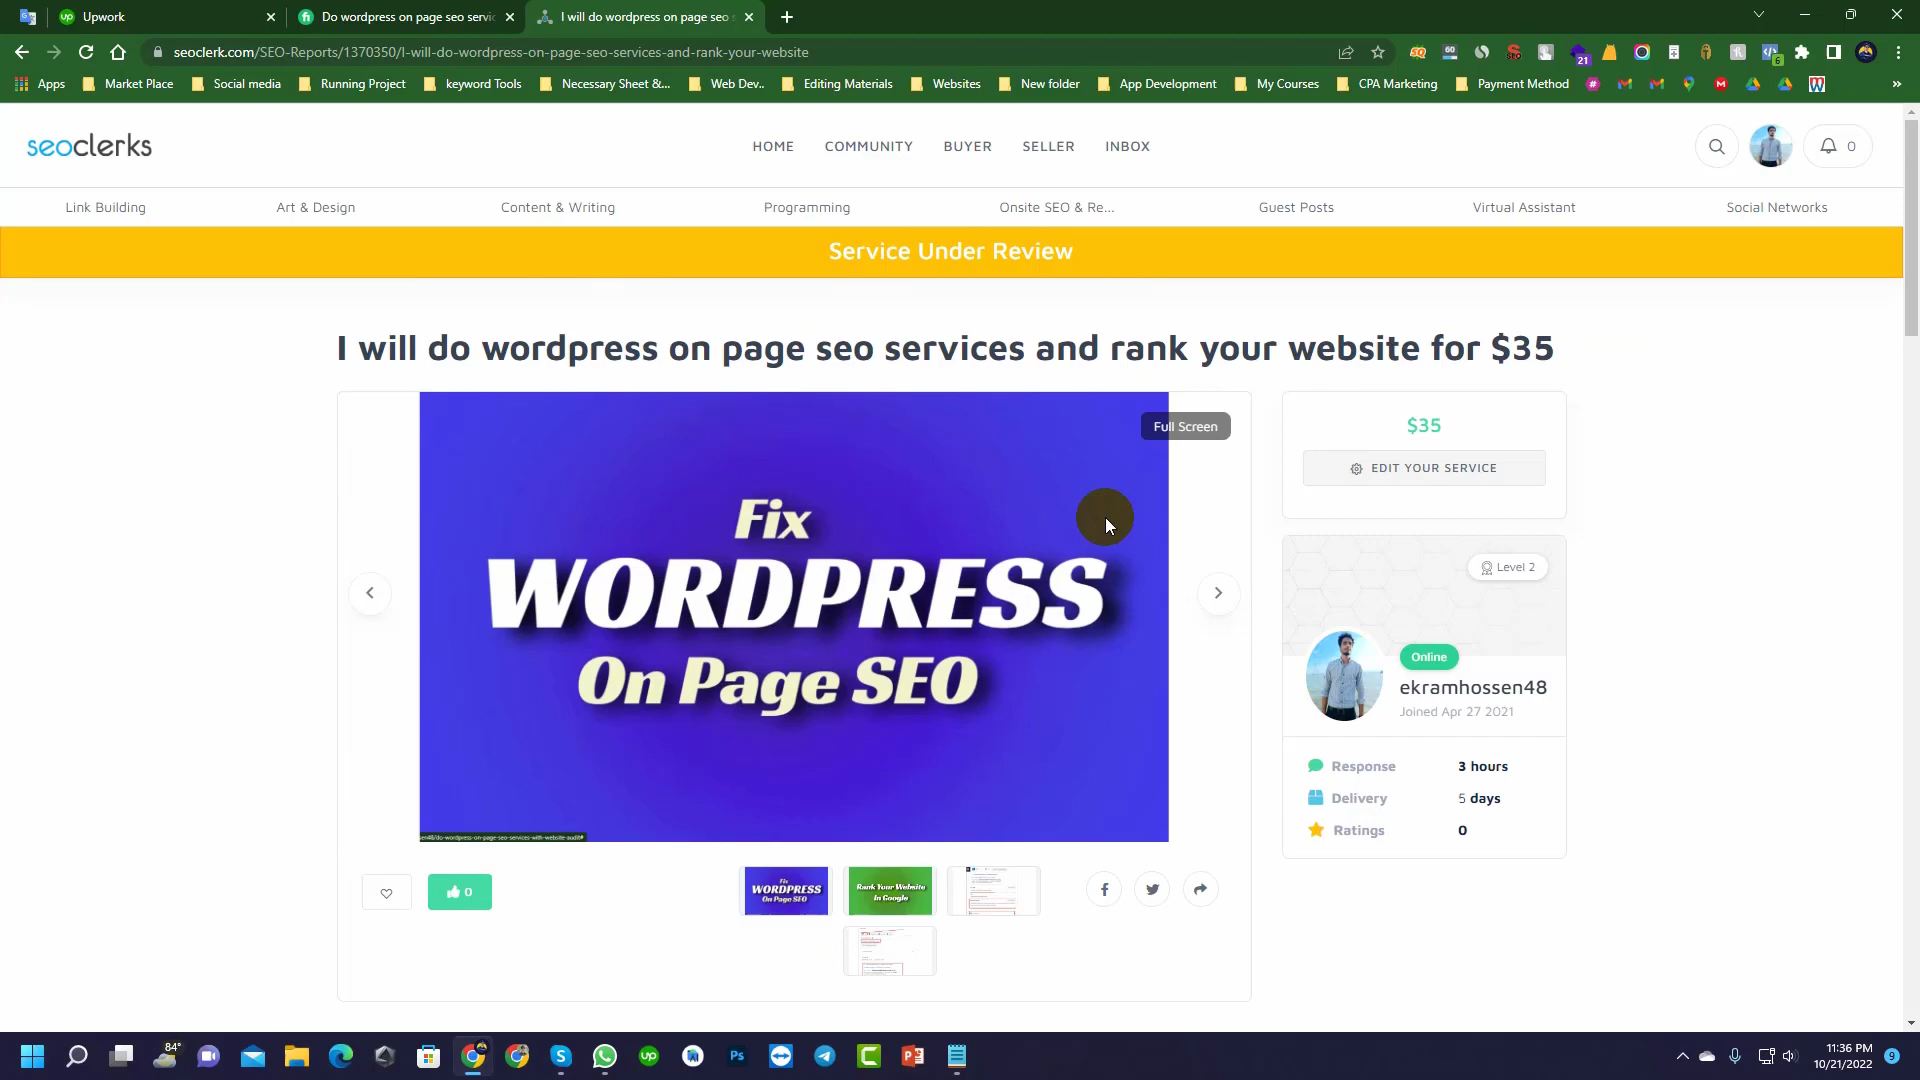 Upwork
Do wordpress on page seo servic
I will do wordpress on page seo s
seoclerk.com/SEO-Reports/1370350/I-will-do-wordpress-on-page-seo-services-and-rank-your-website
60
21
6
Apps
Market Place
Social media
Running Project
keyword Tools
Necessary Sheet &...
Web Dev..
Editing Materials
Websites
New folder
App Development
My Courses
CPA Marketing
Payment Method
seoclerks
HOME
COMMUNITY
BUYER
SELLER
INBOX
0
Link Building
Art & Design
Content & Writing
Programming
Onsite SEO & Re...
Guest Posts
Virtual Assistant
Social Networks
Service Under Review
I will do wordpress on page seo services and rank your website for $35
Full Screen
Fix
WORDPRESS
On Page SEO
$35
EDIT YOUR SERVICE
Level 2
Online
ekramhossen48
Joined Apr 27 2021
Response
3 hours
Delivery
5 days
Ratings
0
0
Fix
WORDPRESS
On Page SEO
Rank Your Website
In Google
84°
11:36 PM
10/21/2022
9